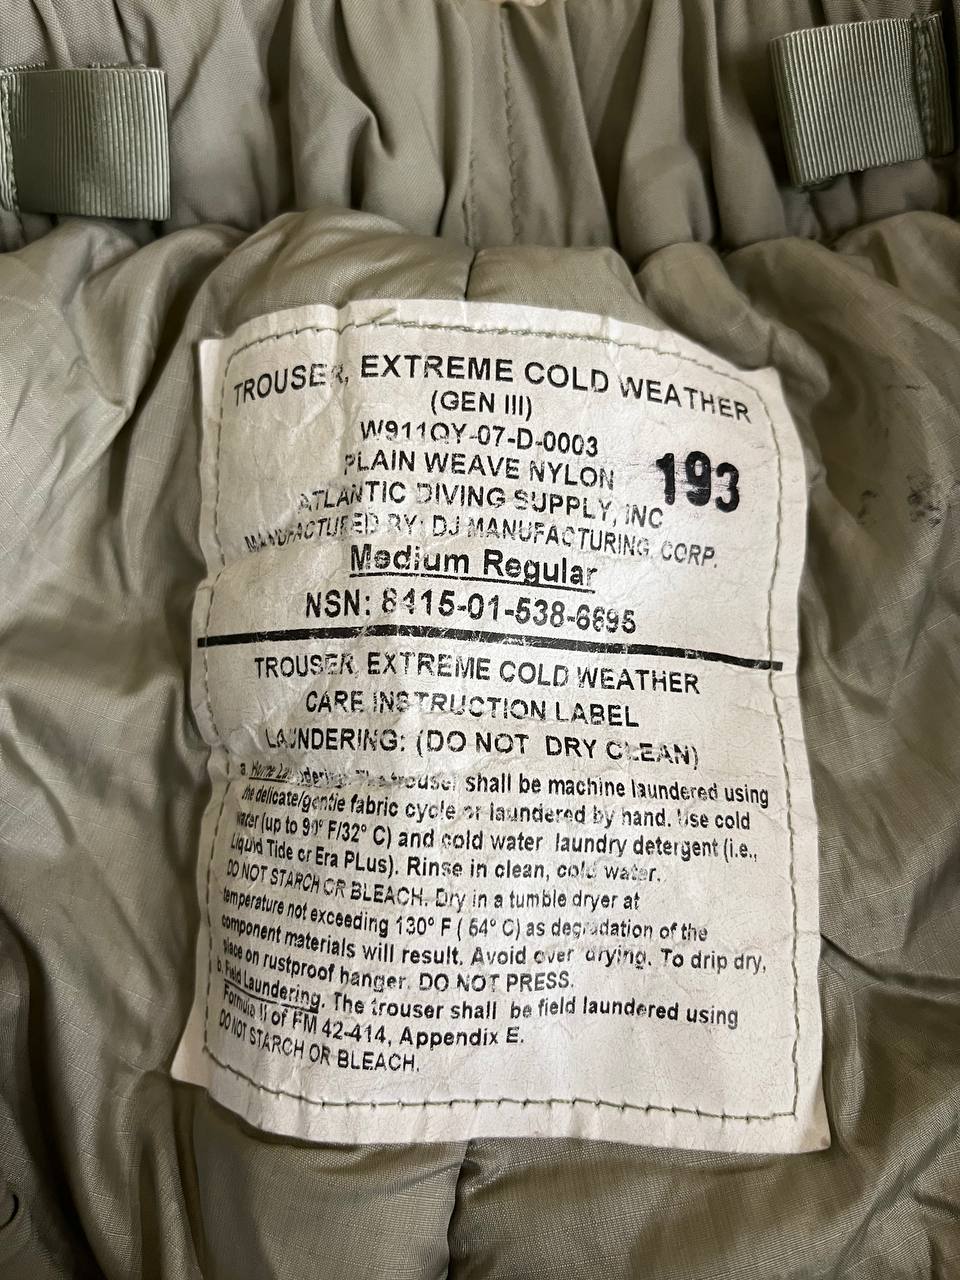 TROUSER, EXTREME COLD WEATHER
(GEN III)
W911QY-07-D-0003
PLAIN WEAVE NYLON
193
ATLANTIC DIVING SUPPLY, INC
MANUFACTURED BY: DJ MANUFACTURING CORP.
Medium Regular
NSN: 8415-01-538-6695
TROUSER, EXTREME COLD WEATHER
CARE INSTRUCTION LABEL
LAUNDERING: (DO NOT DRY CLEAN)
a. Home Laundering. The trouser shall be machine laundered using
the delicate/gentle fabric cycle or laundered by hand. Use cold
water (up to 90° F/32° C) and cold water laundry detergent (i.e.,
Liquid Tide or Era PLus). Rinse in clean, cold water.
DO NOT STARCH OR BLEACH. Dry in a tumble dryer at
temperature not exceeding 130° F ( 54° C) as degradation of the
component materials will result. Avoid over drying. To drip dry,
place on rustproof hanger. DO NOT PRESS.
b. Field Laundering. The trouser shall be field laundered using
Formula II of FM 42-414, Appendix E.
DO NOT STARCH OR BLEACH.